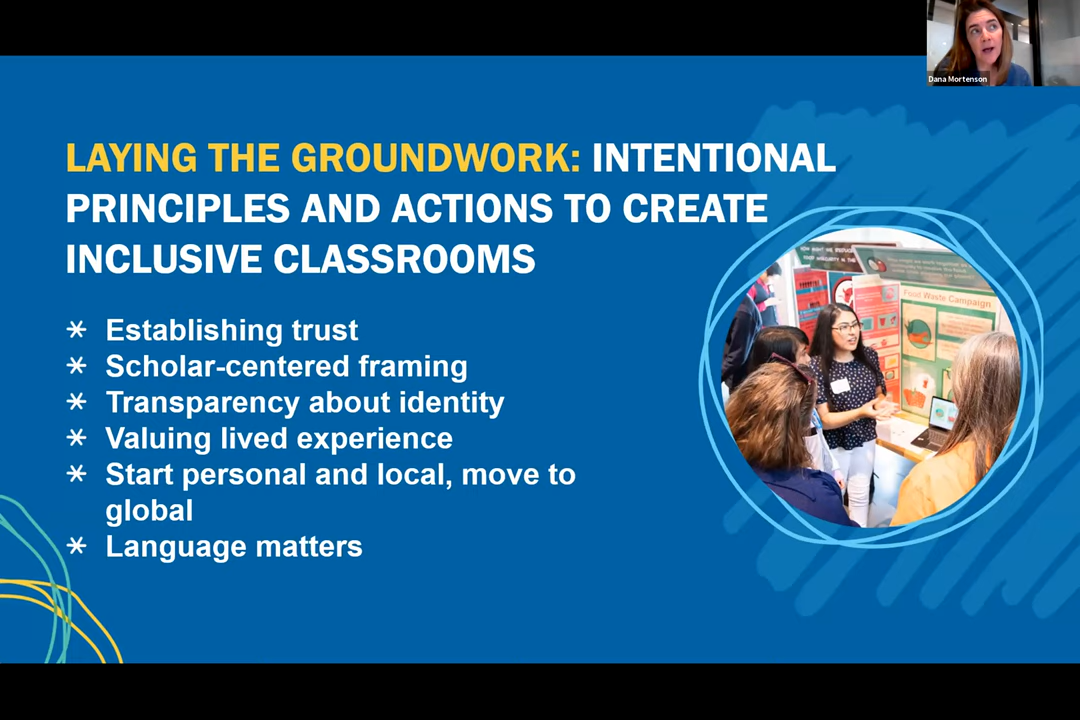 Dana Mortenson
LAYING THE GROUNDWORK: INTENTIONAL
PRINCIPLES AND ACTIONS TO CREATE
INCLUSIVE CLASSROOMS
* Establishing trust
* Scholar-centered framing
* Transparency about identity
* Valuing lived experience
* Start personal and local, move to
global
* Language matters
Food Waste Campaign